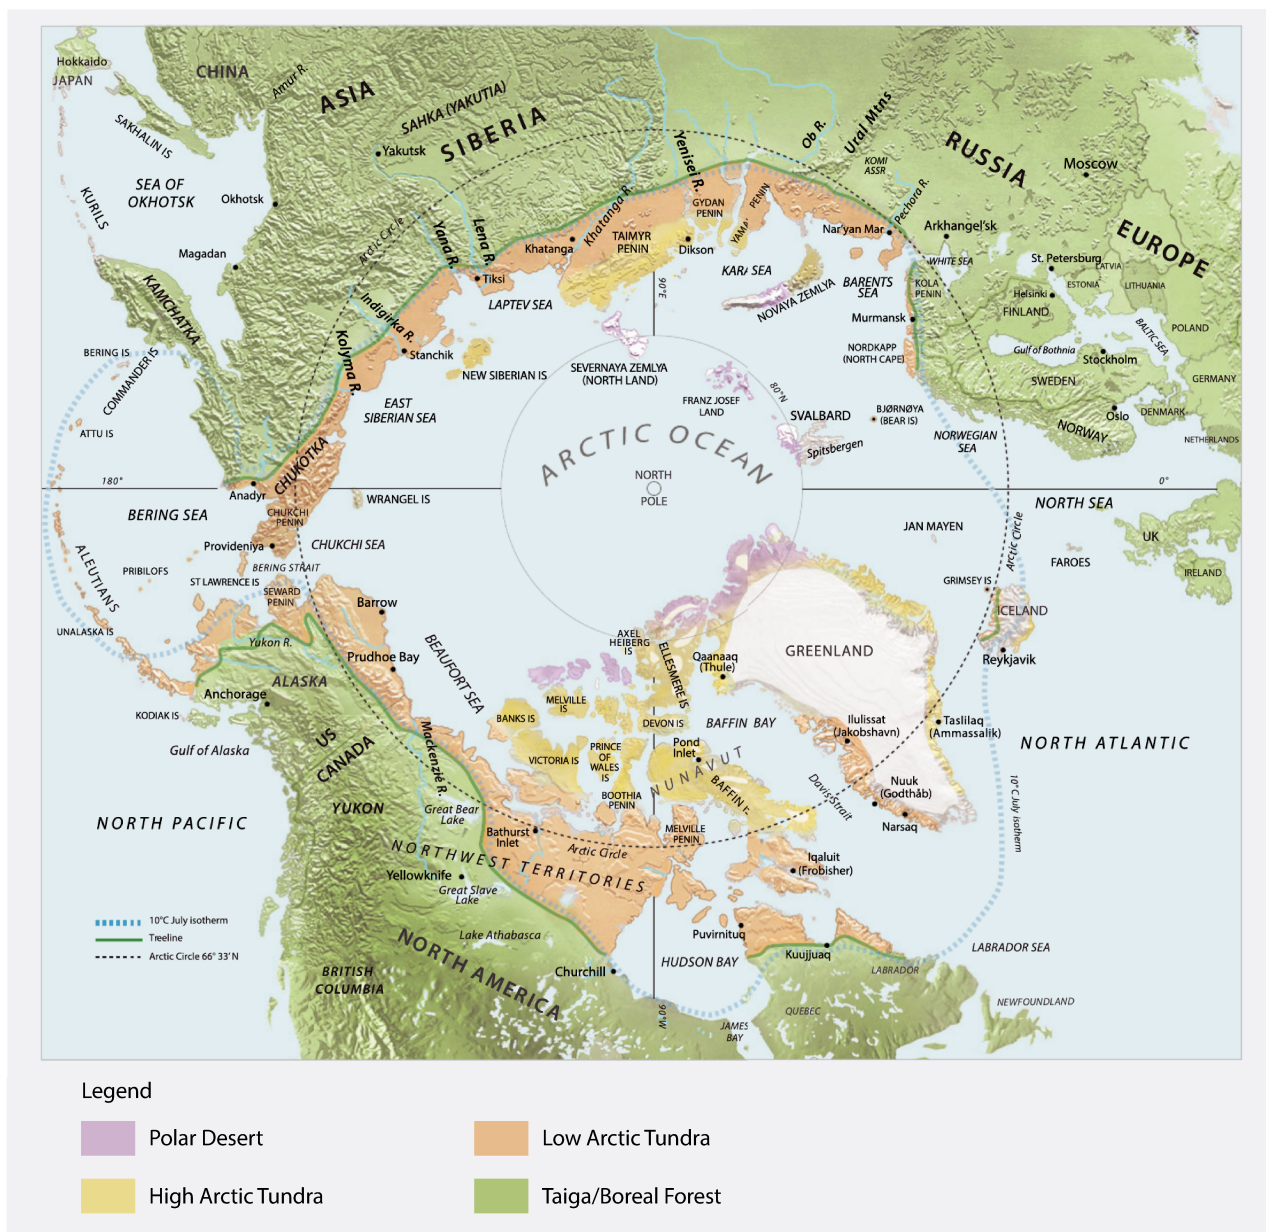 Hokkaido
JAPAN
CHINA
Amur R.
ASIA
SAKHALIN IS
SAHKA (YAKUTIA)
SIBERIA
Yakutsk
SEA OF
OKHOTSK
Okhotsk
KURILS
Magadan
KAMCHATKA
Arctic Circle
Yana R.
Lena R.
Khatanga R.
Khatanga
Tiksi
Yenisei R.
Ob R.
Ural Mtns
KOMI
ASSR
RUSSIA
Moscow
GYDAN
PENIN
YAMAL
PENIN
TAIMYR
PENIN
Dikson
Pechora R.
Nar'yan Mar
Arkhangel'sk
EUROPE
WHITE SEA
St. Petersburg
LATVIA
ESTONIA
LITHUANIA
Helsinki
FINLAND
POLAND
BALTIC SEA
KARA SEA
NOVAYA ZEMLYA
BARENTS
SEA
KOLA
PENIN
Murmansk
90°E
LAPTEV SEA
Indigirka R.
Kolyma R.
Stanchik
NEW SIBERIAN IS
SEVERNAYA ZEMLYA
(NORTH LAND)
NORDKAPP
(NORTH CAPE)
Gulf of Bothnia
Stockholm
SWEDEN
GERMANY
BERING IS
COMMANDER IS
ATTU IS
EAST
SIBERIAN SEA
FRANZ JOSEF
LAND
80°N
SVALBARD
Spitsbergen
BJØRNØYA
(BEAR IS)
NORWEGIAN
SEA
NORWAY
Oslo
DENMARK
NETHERLANDS
ARCTIC OCEAN
NORTH
POLE
180°
0°
Anadyr
CHUKOTKA
WRANGEL IS
BERING SEA
CHUKCHI
PENIN
Provideniya
CHUKCHI SEA
NORTH SEA
JAN MAYEN
Arctic Circle
UK
FAROES
IRELAND
ALEUTIANS
PRIBILOFS
BERING STRAIT
ST LAWRENCE IS
SEWARD
PENIN
GRIMSEY IS
ICELAND
Reykjavik
UNALASKA IS
Yukon R.
Barrow
Prudhoe Bay
BEAUFORT SEA
AXEL
HEIBERG
IS
ELLESMERE IS
Qaanaaq
(Thule)
GREENLAND
ALASKA
Anchorage
KODIAK IS
Gulf of Alaska
US
CANADA
Mackenzie R.
BANKS IS
MELVILLE
IS
DEVON IS
BAFFIN BAY
Ilulissat
(Jakobshavn)
Tasiilaq
(Ammassalik)
NORTH ATLANTIC
VICTORIA IS
PRINCE
OF
WALES
IS
Pond
Inlet
NUNAVUT
BAFFIN IS
BOOTHIA
PENIN
Davis Strait
Nuuk
(Godthåb)
Narsaq
10°C July isotherm
NORTH PACIFIC
YUKON
Great Bear
Lake
Bathurst
Inlet
Arctic Circle
MELVILLE
PENIN
NORTHWEST TERRITORIES
Iqaluit
(Frobisher)
Yellowknife
Great Slave
Lake
Lake Athabasca
Puvirnituq
Kuujjuaq
LABRADOR SEA
LABRADOR
HUDSON BAY
Churchill
NORTH AMERICA
BRITISH
COLUMBIA
90°W
JAMES
BAY
QUEBEC
NEWFOUNDLAND
10°C July isotherm
Treeline
Arctic Circle 66° 33' N
Legend
Polar Desert
Low Arctic Tundra
High Arctic Tundra
Taiga/Boreal Forest